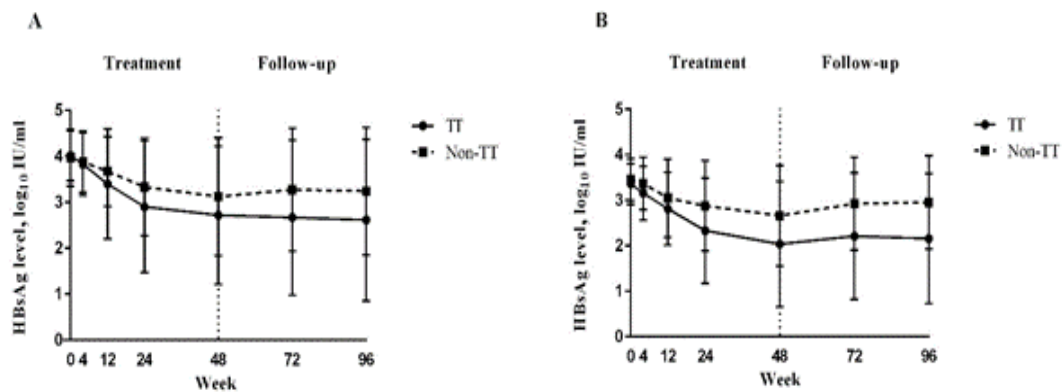 A
Treatment Follow-up
HBsAg level, log10 IU/ml
5
4
3
2
1
0
0 4 12 24 48 72 96
Week
TT
Non-TT
B
Treatment Follow-up
HBsAg level, log10 IU/ml
5
4
3
2
1
0
0 4 12 24 48 72 96
Week
TT
Non-TT